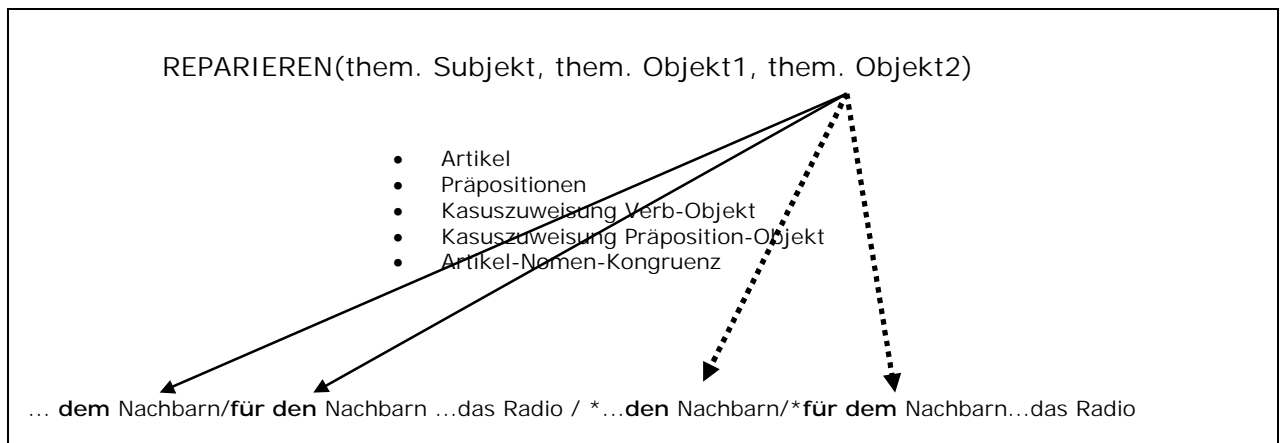 REPARIEREN(them. Subjekt, them. Objekt1, them. Objekt2)
• Artikel
• Präpositionen
• Kasuszuweisung Verb-Objekt
• Kasuszuweisung Präposition-Objekt
• Artikel-Nomen-Kongruenz
... dem Nachbarn/für den Nachbarn ...das Radio / *...den Nachbarn/*für dem Nachbarn...das Radio